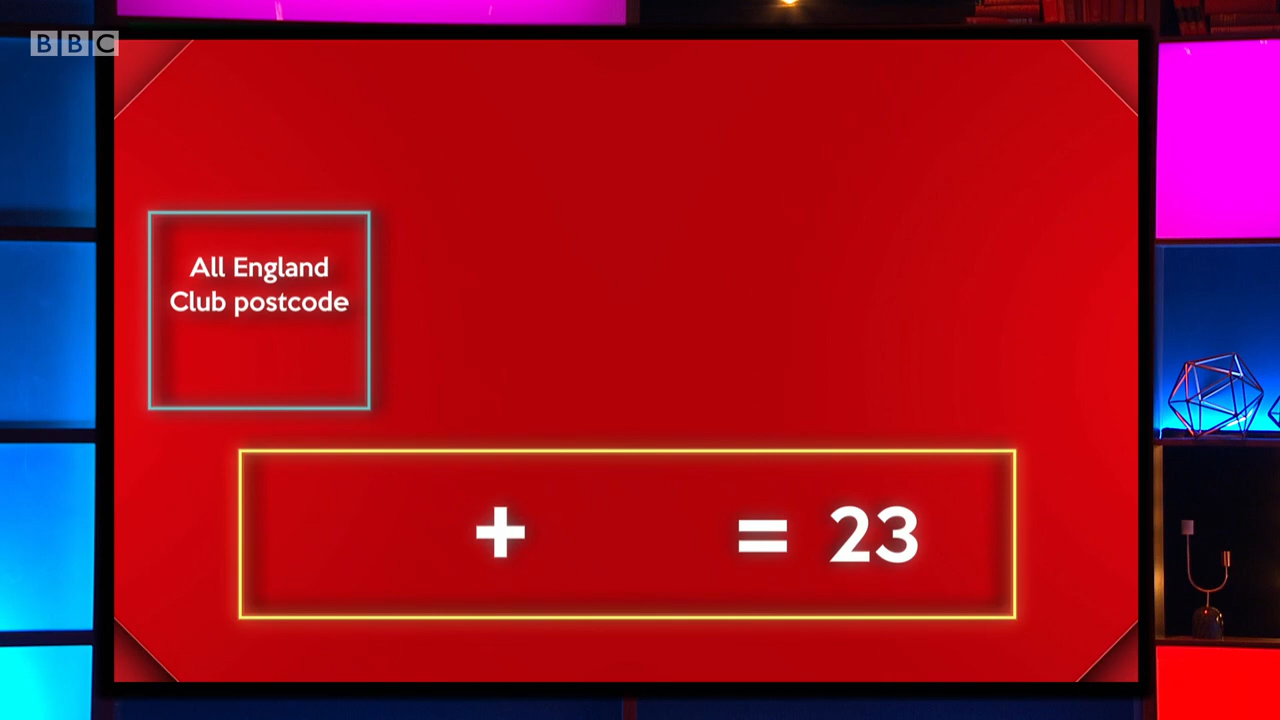 BBC
All England
Club postcode
+ = 23